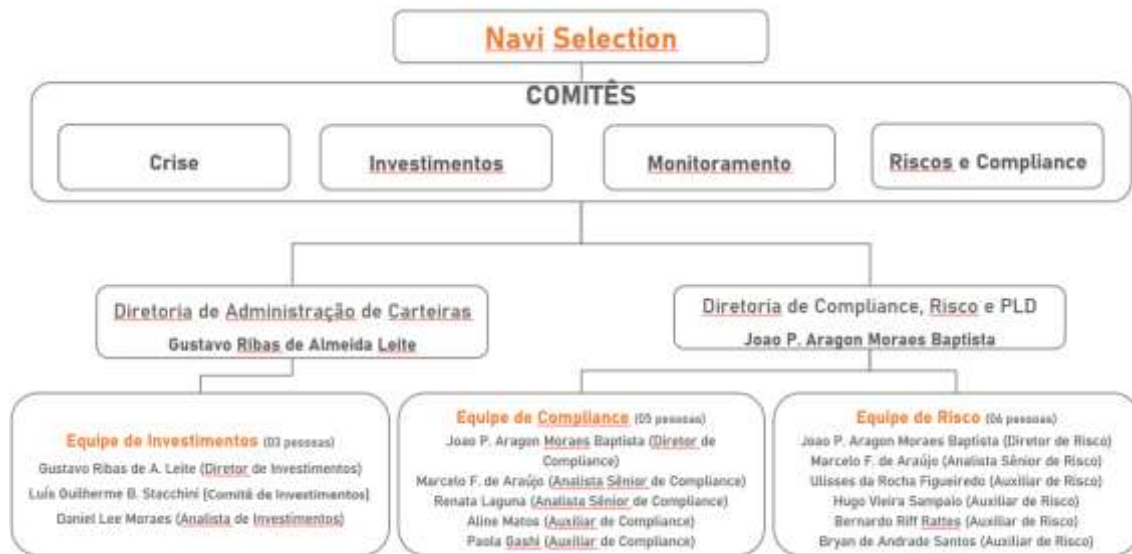 Navi Selection
COMITÊS
Crise
Investimentos
Monitoramento
Riscos e Compliance
Diretoria de Administração de Carteiras
Gustavo Ribas de Almeida Leite
Diretoria de Compliance, Risco e PLD
Joao P. Aragon Moraes Baptista
Equipe de Investimentos (03 pessoas)
Gustavo Ribas de A. Leite (Diretor de Investimentos)
Luís Guilherme B. Stacchini (Comitê de Investimentos)
Daniel Lee Moraes (Analista de Investimentos)
Equipe de Compliance (05 pessoas)
Joao P. Aragon Moraes Baptista (Diretor de
Compliance)
Marcelo F. de Araújo (Analista Sênior de Compliance)
Renata Laguna (Analista Sênior de Compliance)
Aline Matos (Auxiliar de Compliance)
Paola Gashi (Auxiliar de Compliance)
Equipe de Risco (06 pessoas)
Joao P. Aragon Moraes Baptista (Diretor de Risco)
Marcelo F. de Araújo (Analista Sênior de Risco)
Ulisses da Rocha Figueiredo (Auxiliar de Risco)
Hugo Vieira Sampaio (Auxiliar de Risco)
Bernardo Riff Rattes (Auxiliar de Risco)
Bryan de Andrade Santos (Auxiliar de Risco)